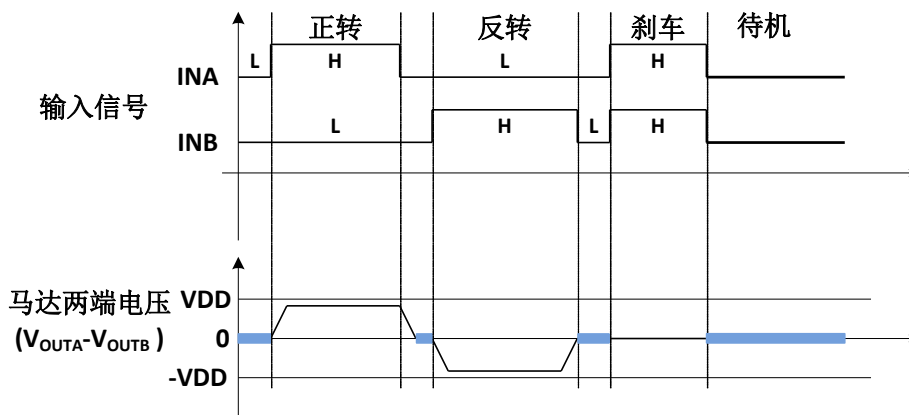 正转 反转 刹车 待机
L H L H
INA
输入信号
L H L H
INB
马达两端电压 VDD
(VOUTA-VOUTB) 0
-VDD